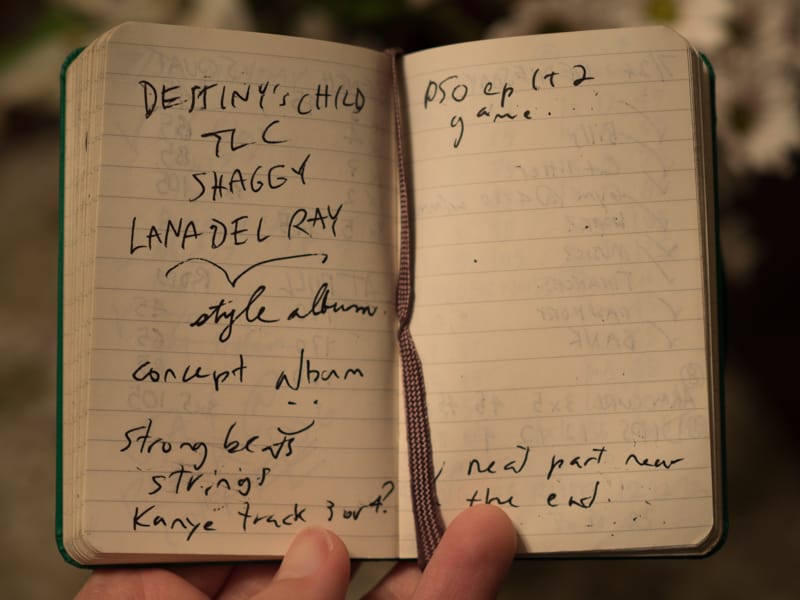 DESTINY'S CHILD
TLC
SHAGGY
LANA DEL RAY
style album.
concept album
strong beats
strings
Kanye track 3 or 4?
PSO ep 1 + 2
game...
neat part near
the end.